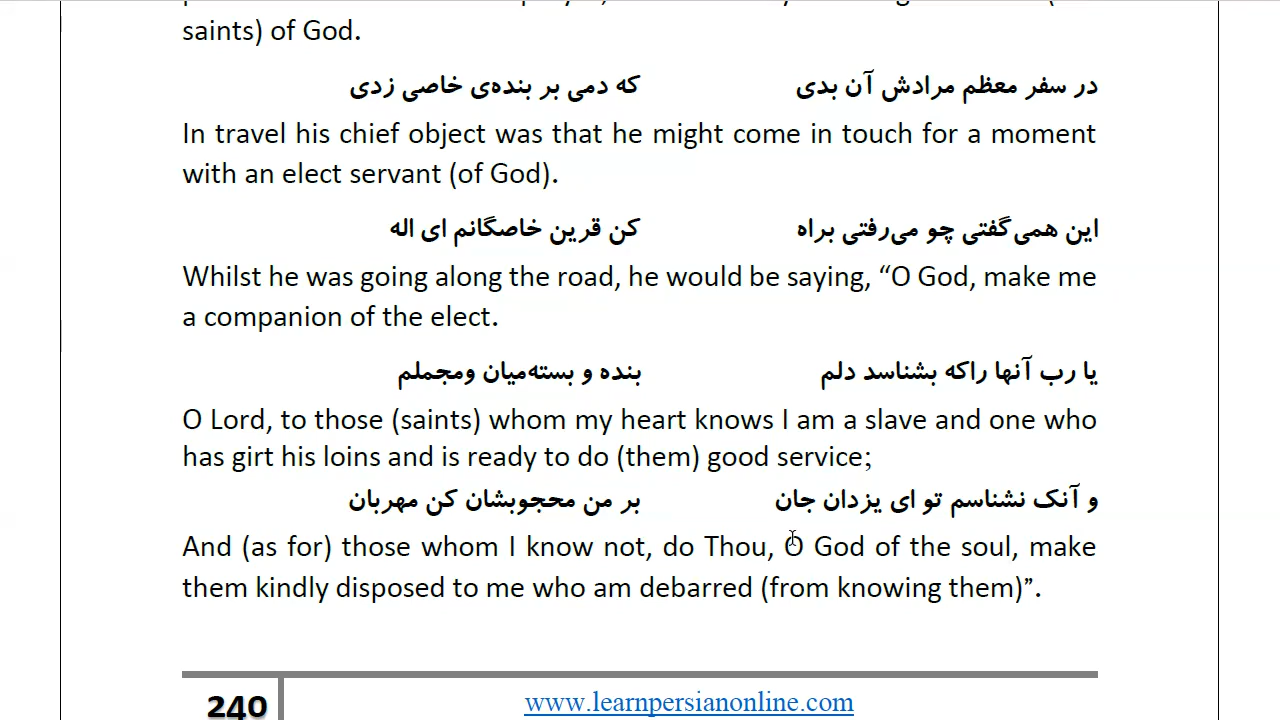 saints) of God.
در سفر معظم مرادش آن بدی که دمی بر بنده‌ی خاصی زدی
In travel his chief object was that he might come in touch for a moment
with an elect servant (of God).
این همی‌گفتی چو می‌رفتی براه کن قرین خاصگانم ای اله
Whilst he was going along the road, he would be saying, “O God, make me
a companion of the elect.
یا رب آنها راکه بشناسد دلم بنده و بسته‌میان ومجملم
O Lord, to those (saints) whom my heart knows I am a slave and one who
has girt his loins and is ready to do (them) good service;
و آنک نشناسم تو ای یزدان جان بر من محجوبشان کن مهربان
And (as for) those whom I know not, do Thou, O God of the soul, make
them kindly disposed to me who am debarred (from knowing them)”.
240 www.learnpersianonline.com